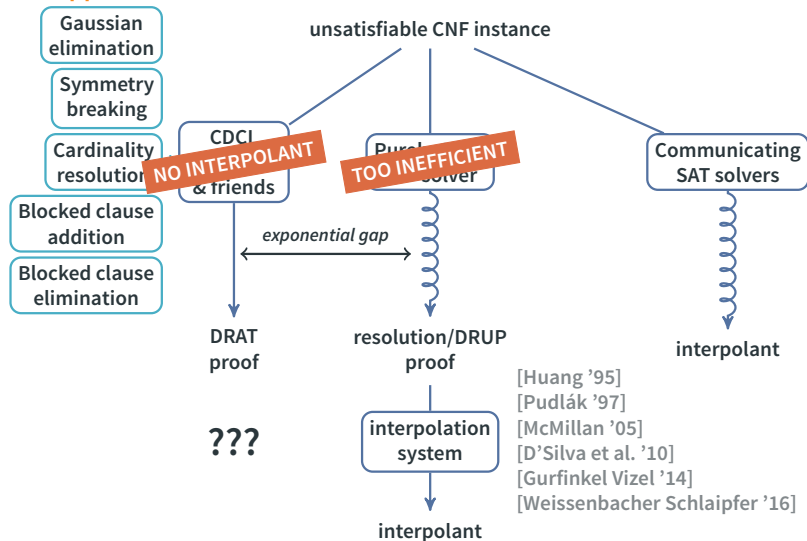 unsatisfiable CNF instance
Gaussian
elimination
Symmetry
breaking
Cardinality
resolution
Blocked clause
addition
Blocked clause
elimination
CDCL
NO INTERPOLANT
& friends
TOO INEFFICIENT
Communicating
SAT solvers
exponential gap
DRAT
proof
resolution/DRUP
proof
interpolant
???
interpolation
system
[Huang ’95]
[Pudlák ’97]
[McMillan ’05]
[D’Silva et al. ’10]
[Gurfinkel Vizel ’14]
[Weissenbacher Schlaipfer ’16]
interpolant